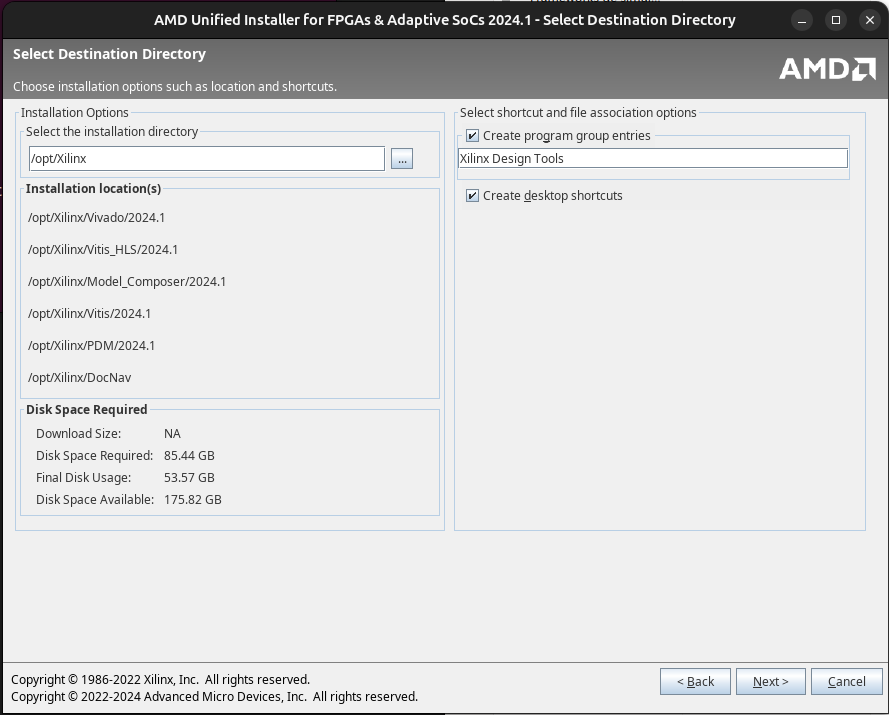 AMD Unified Installer for FPGAs & Adaptive SoCs 2024.1 - Select Destination Directory
Select Destination Directory
Choose installation options such as location and shortcuts.
AMD
Installation Options
Select the installation directory
/opt/Xilinx
...
Installation location(s)
/opt/Xilinx/Vivado/2024.1
/opt/Xilinx/Vitis_HLS/2024.1
/opt/Xilinx/Model_Composer/2024.1
/opt/Xilinx/Vitis/2024.1
/opt/Xilinx/PDM/2024.1
/opt/Xilinx/DocNav
Disk Space Required
Download Size: NA
Disk Space Required: 85.44 GB
Final Disk Usage: 53.57 GB
Disk Space Available: 175.82 GB
Select shortcut and file association options
Create program group entries
Xilinx Design Tools
Create desktop shortcuts
Copyright © 1986-2022 Xilinx, Inc. All rights reserved.
Copyright © 2022-2024 Advanced Micro Devices, Inc. All rights reserved.
< Back
Next >
Cancel